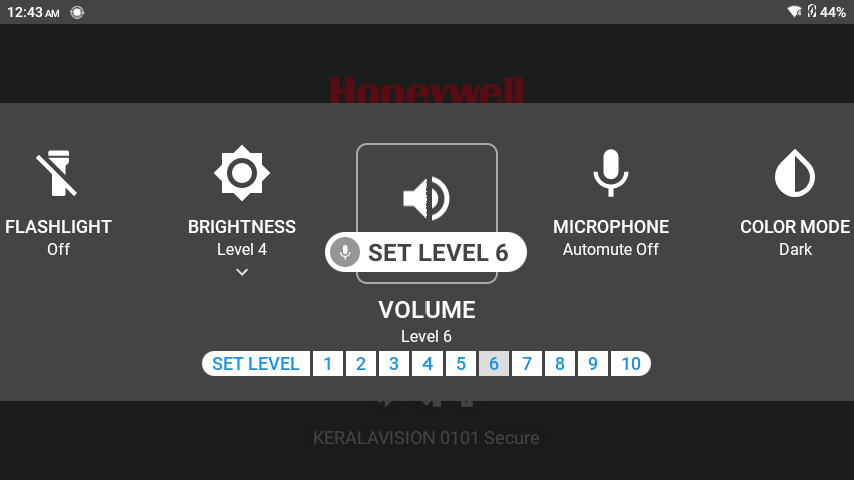 12:43 AM
44%
Honeywell
FLASHLIGHT
Off
BRIGHTNESS
Level 4
SET LEVEL 6
MICROPHONE
Automute Off
COLOR MODE
Dark
VOLUME
Level 6
SET LEVEL 1 2 3 4 5 6 7 8 9 10
KERALAVISION 0101 Secure